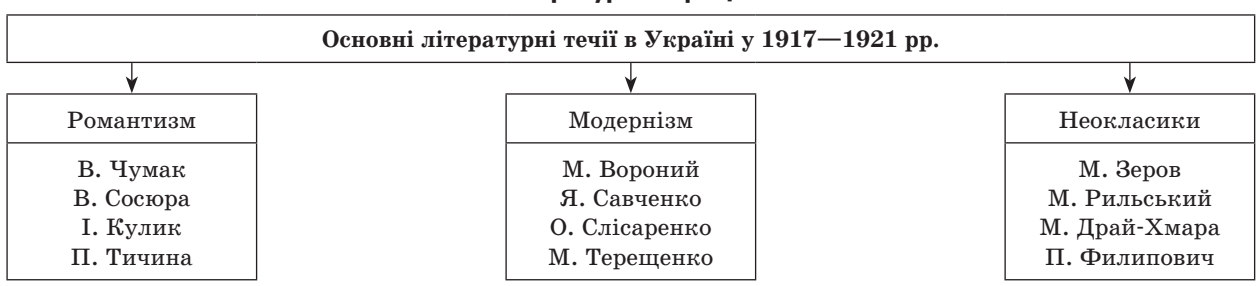 Основні літературні течії в Україні у 1917—1921 рр.
Романтизм
В. Чумак
В. Сосюра
І. Кулик
П. Тичина
Модернізм
М. Вороний
Я. Савченко
О. Слісаренко
М. Терещенко
Неокласики
М. Зеров
М. Рильський
М. Драй-Хмара
П. Филипович